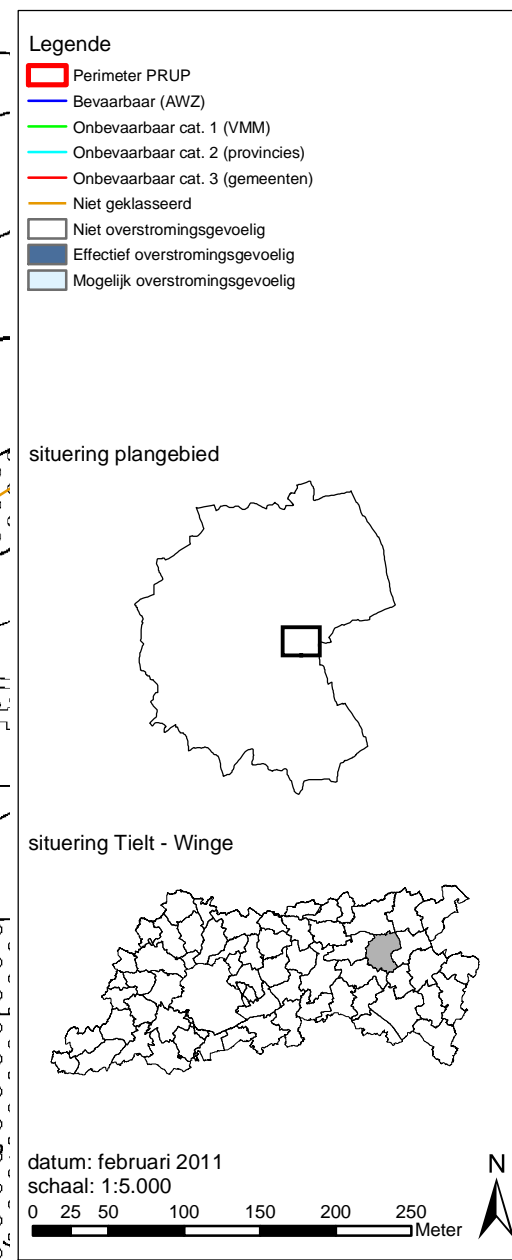 Legende
Perimeter PRUP
Bevaarbaar (AWZ)
Onbevaarbaar cat. 1 (VMM)
Onbevaarbaar cat. 2 (provincies)
Onbevaarbaar cat. 3 (gemeenten)
Niet geklasseerd
Niet overstromingsgevoelig
Effectief overstromingsgevoelig
Mogelijk overstromingsgevoelig
situering plangebied
situering Tielt - Winge
datum: februari 2011
schaal: 1:5.000
N
0 25 50 100 150 200 250
Meter